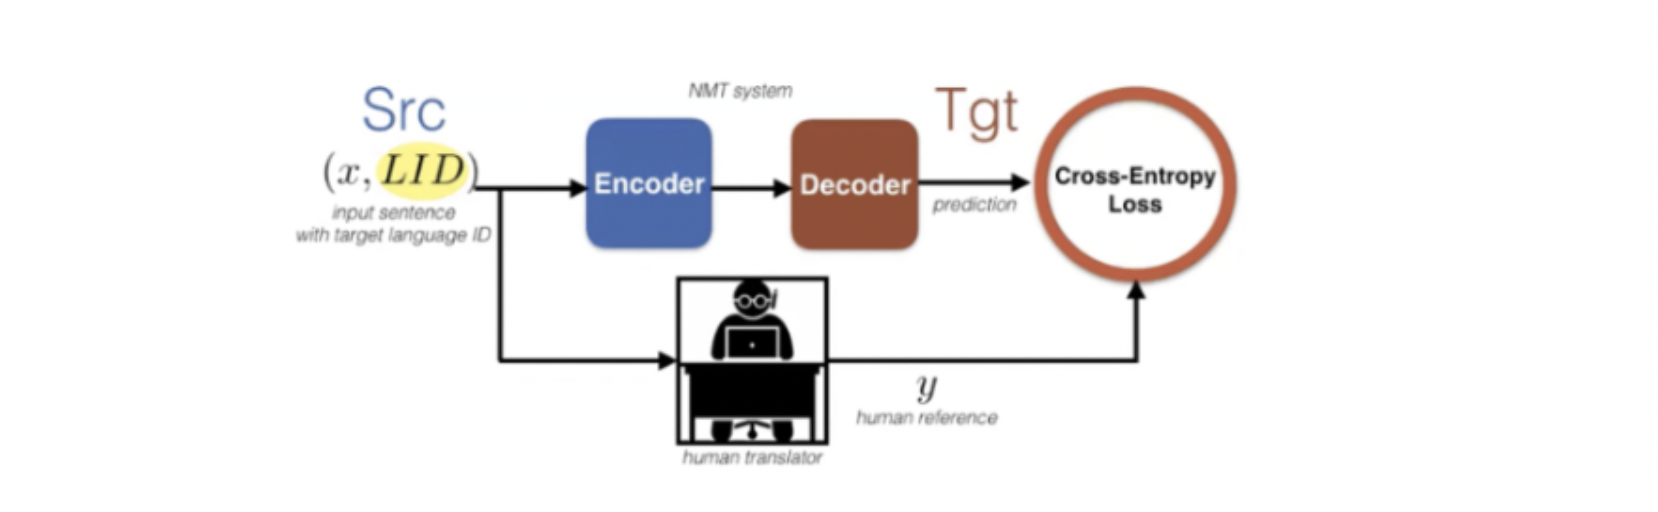 NMT system
Src
(x, LID)
input sentence
with target language ID
Encoder
Decoder
Tgt
prediction
Cross-Entropy
Loss
y
human reference
human translator